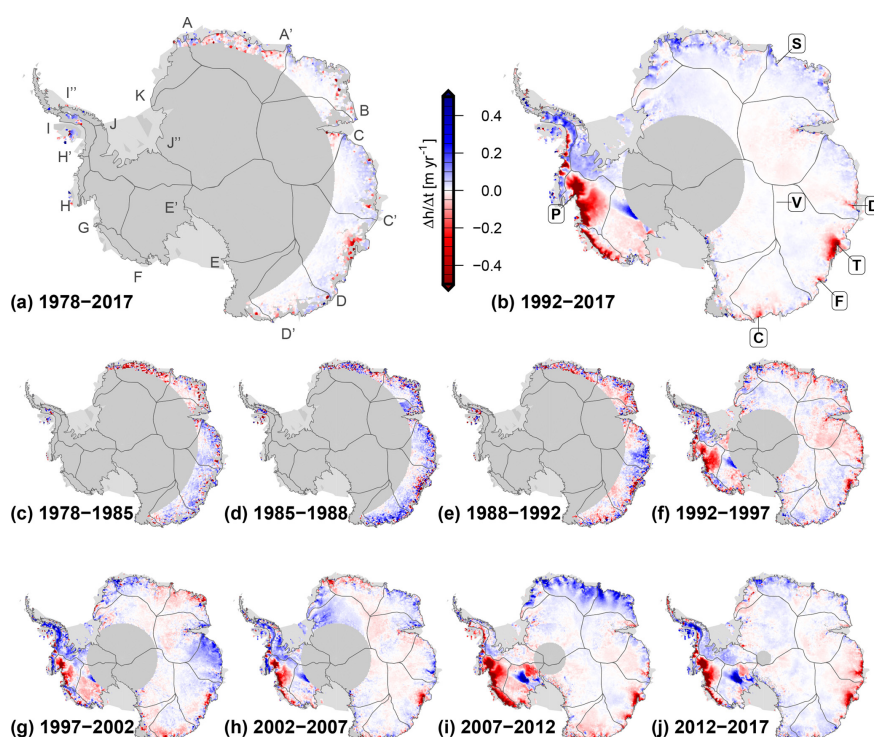 A
A'
I''
K
I
J
B
C
H'
J''
H
E'
C'
G
F
E
D
D'
(a) 1978−2017
0.4
0.2
0.0
−0.2
−0.4
Δh/Δt [m yr⁻¹]
S
P
V
D
T
F
C
(b) 1992−2017
(c) 1978−1985
(d) 1985−1988
(e) 1988−1992
(f) 1992−1997
(g) 1997−2002
(h) 2002−2007
(i) 2007−2012
(j) 2012−2017